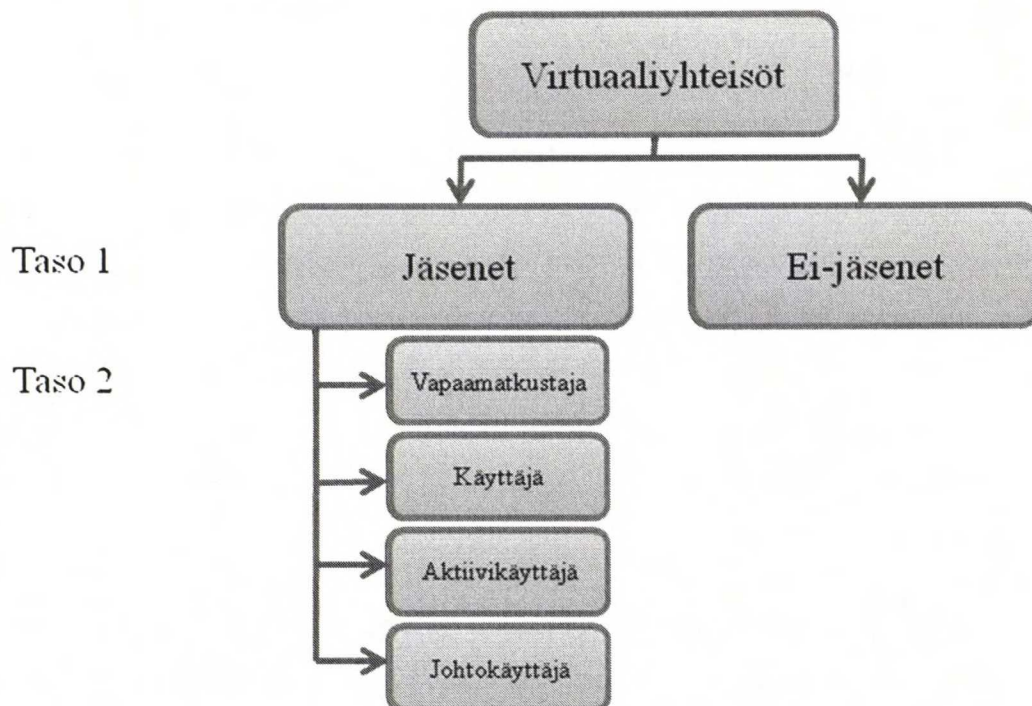 Virtuaaliyhteisöt
Taso 1
Jäsenet
Ei-jäsenet
Taso 2
Vapaamatkustaja
Käyttäjä
Aktiivikäyttäjä
Johtokäyttäjä